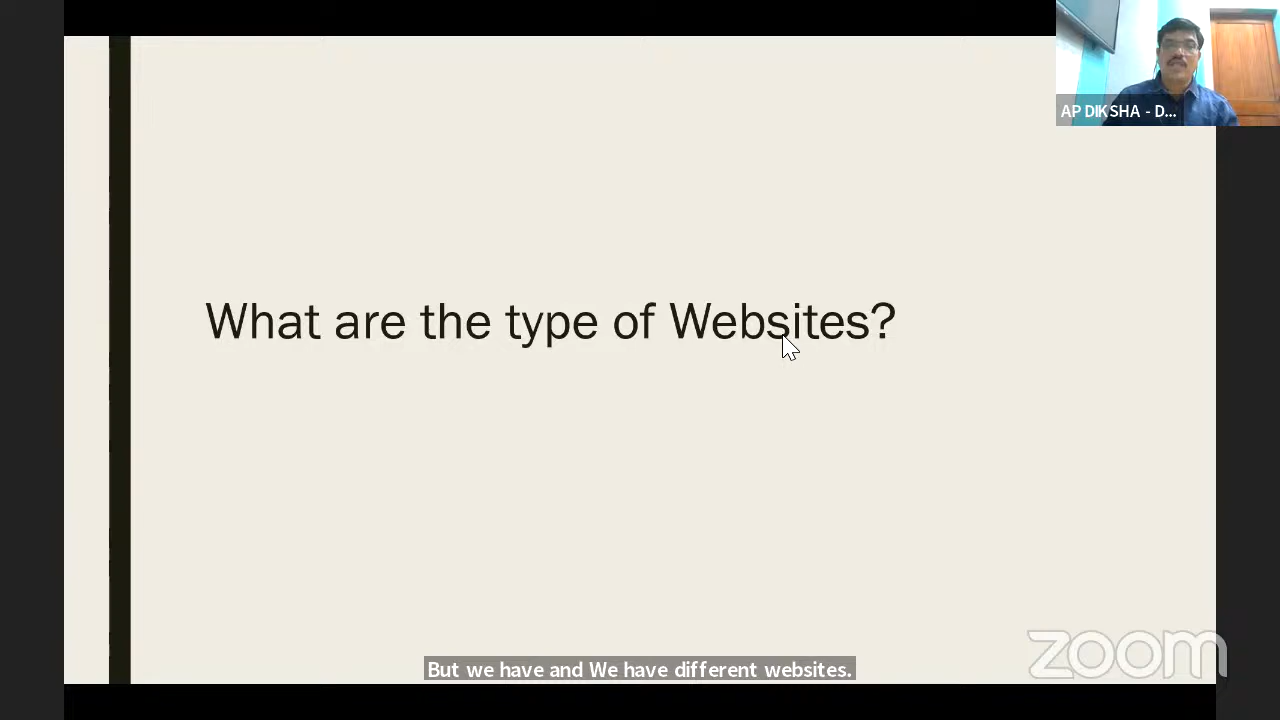 AP DIKSHA - D...
What are the type of Websites?
zoom
But we have and We have different websites.